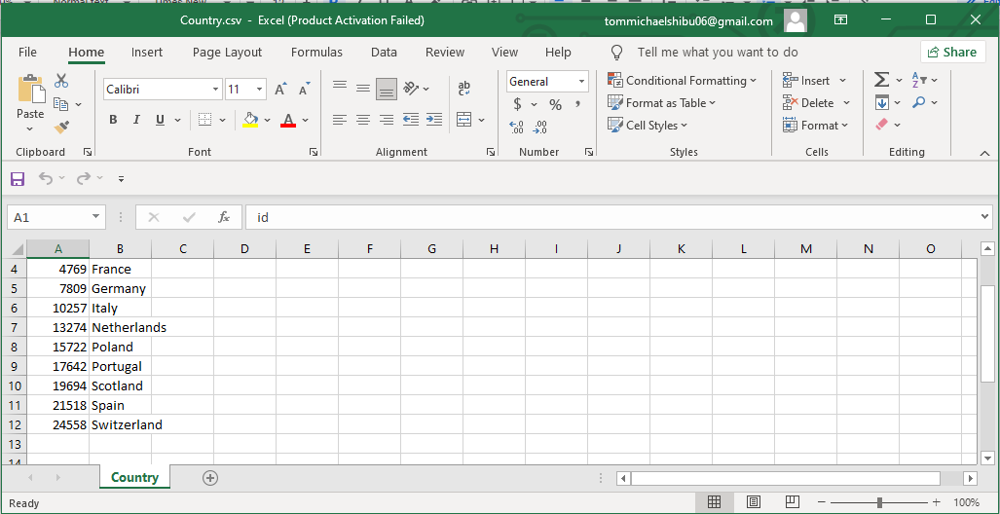 Country.csv - Excel (Product Activation Failed) tommichaelshibu06@gmail.com
File Home Insert Page Layout Formulas Data Review View Help Tell me what you want to do Share
Paste
Calibri 11 A A
B I U A
ab
General
$ % ,
Conditional Formatting
Format as Table
Cell Styles
Insert
Delete
Format
Clipboard Font Alignment Number Styles Cells Editing
A1 fx id
A B C D E F G H I J K L M N O
4 4769 France
5 7809 Germany
6 10257 Italy
7 13274 Netherlands
8 15722 Poland
9 17642 Portugal
10 19694 Scotland
11 21518 Spain
12 24558 Switzerland
13
14
Country
Ready 100%